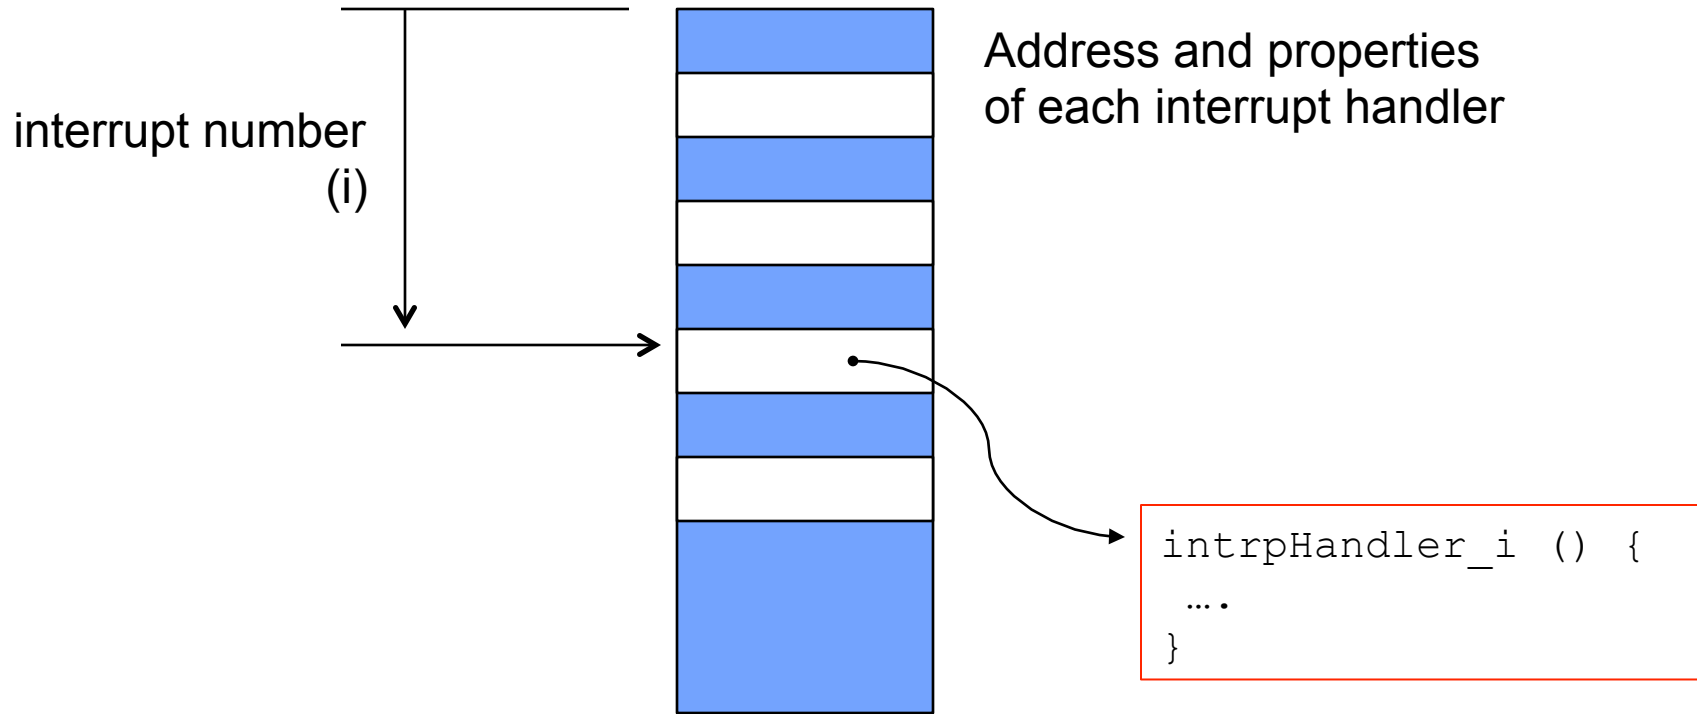 Address and properties
of each interrupt handler
interrupt number
(i)
intrpHandler_i () {
….
}